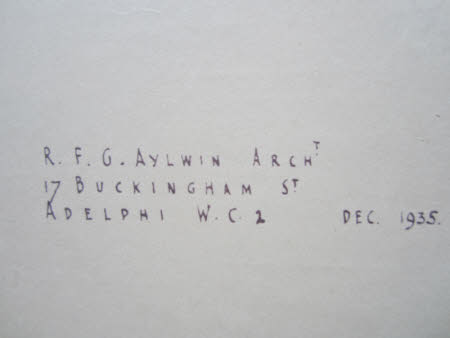 R. F. G. AYLWIN ARCHT
17 BUCKINGHAM ST
ADELPHI W.C.2 DEC. 1935.